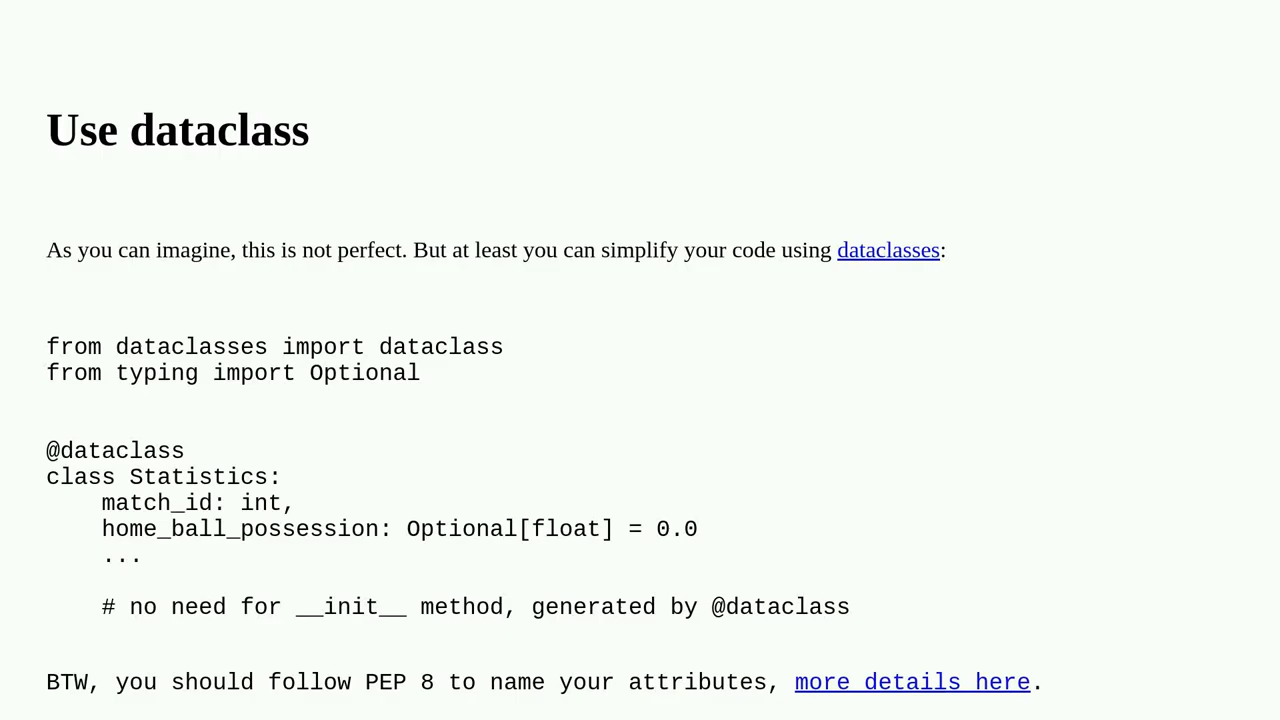 Use dataclass
As you can imagine, this is not perfect. But at least you can simplify your code using dataclasses:
from dataclasses import dataclass
from typing import Optional
@dataclass
class Statistics:
    match_id: int,
    home_ball_possession: Optional[float] = 0.0
    ...
    # no need for __init__ method, generated by @dataclass
BTW, you should follow PEP 8 to name your attributes, more details here.